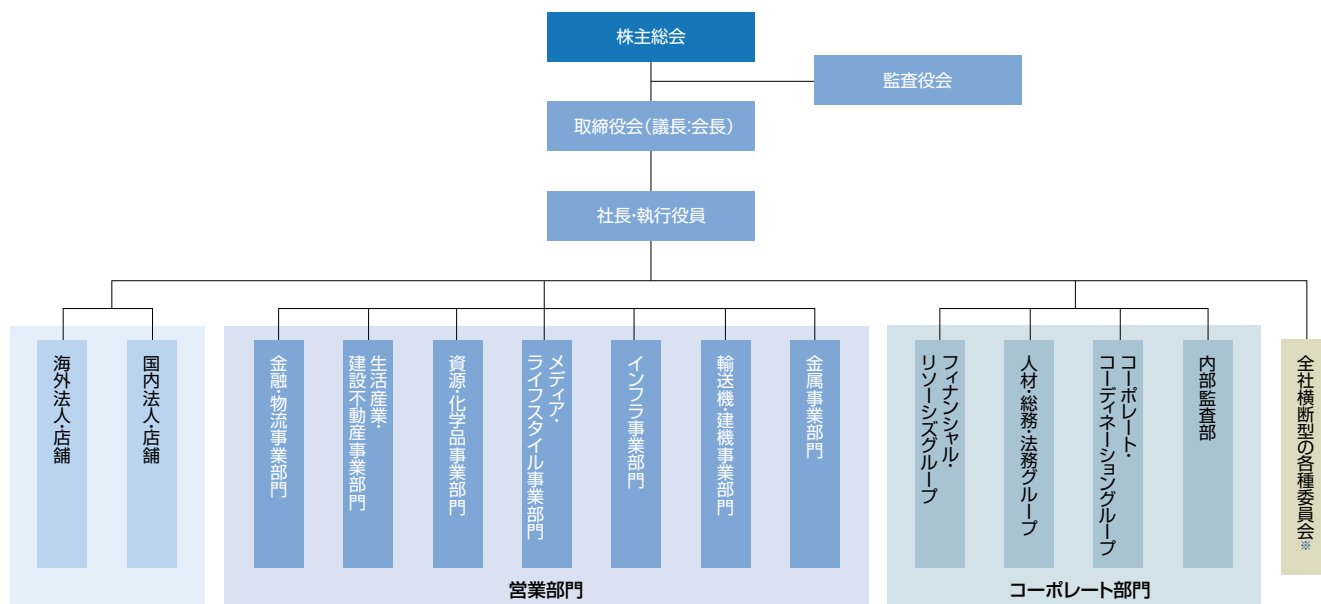 株主総会
監査役会
取締役会(議長:会長)
社長・執行役員
海外法人・店舗
国内法人・店舗
金融・物流事業部門
生活産業・
建設不動産事業部門
資源・化学品事業部門
メディア・
ライフスタイル事業部門
インフラ事業部門
輸送機・建機事業部門
金属事業部門
フィナンシャル・
リソーシズグループ
人材・総務・法務グループ
コーポレート・
コーディネーショングループ
内部監査部
全社横断型の各種委員会※
営業部門
コーポレート部門